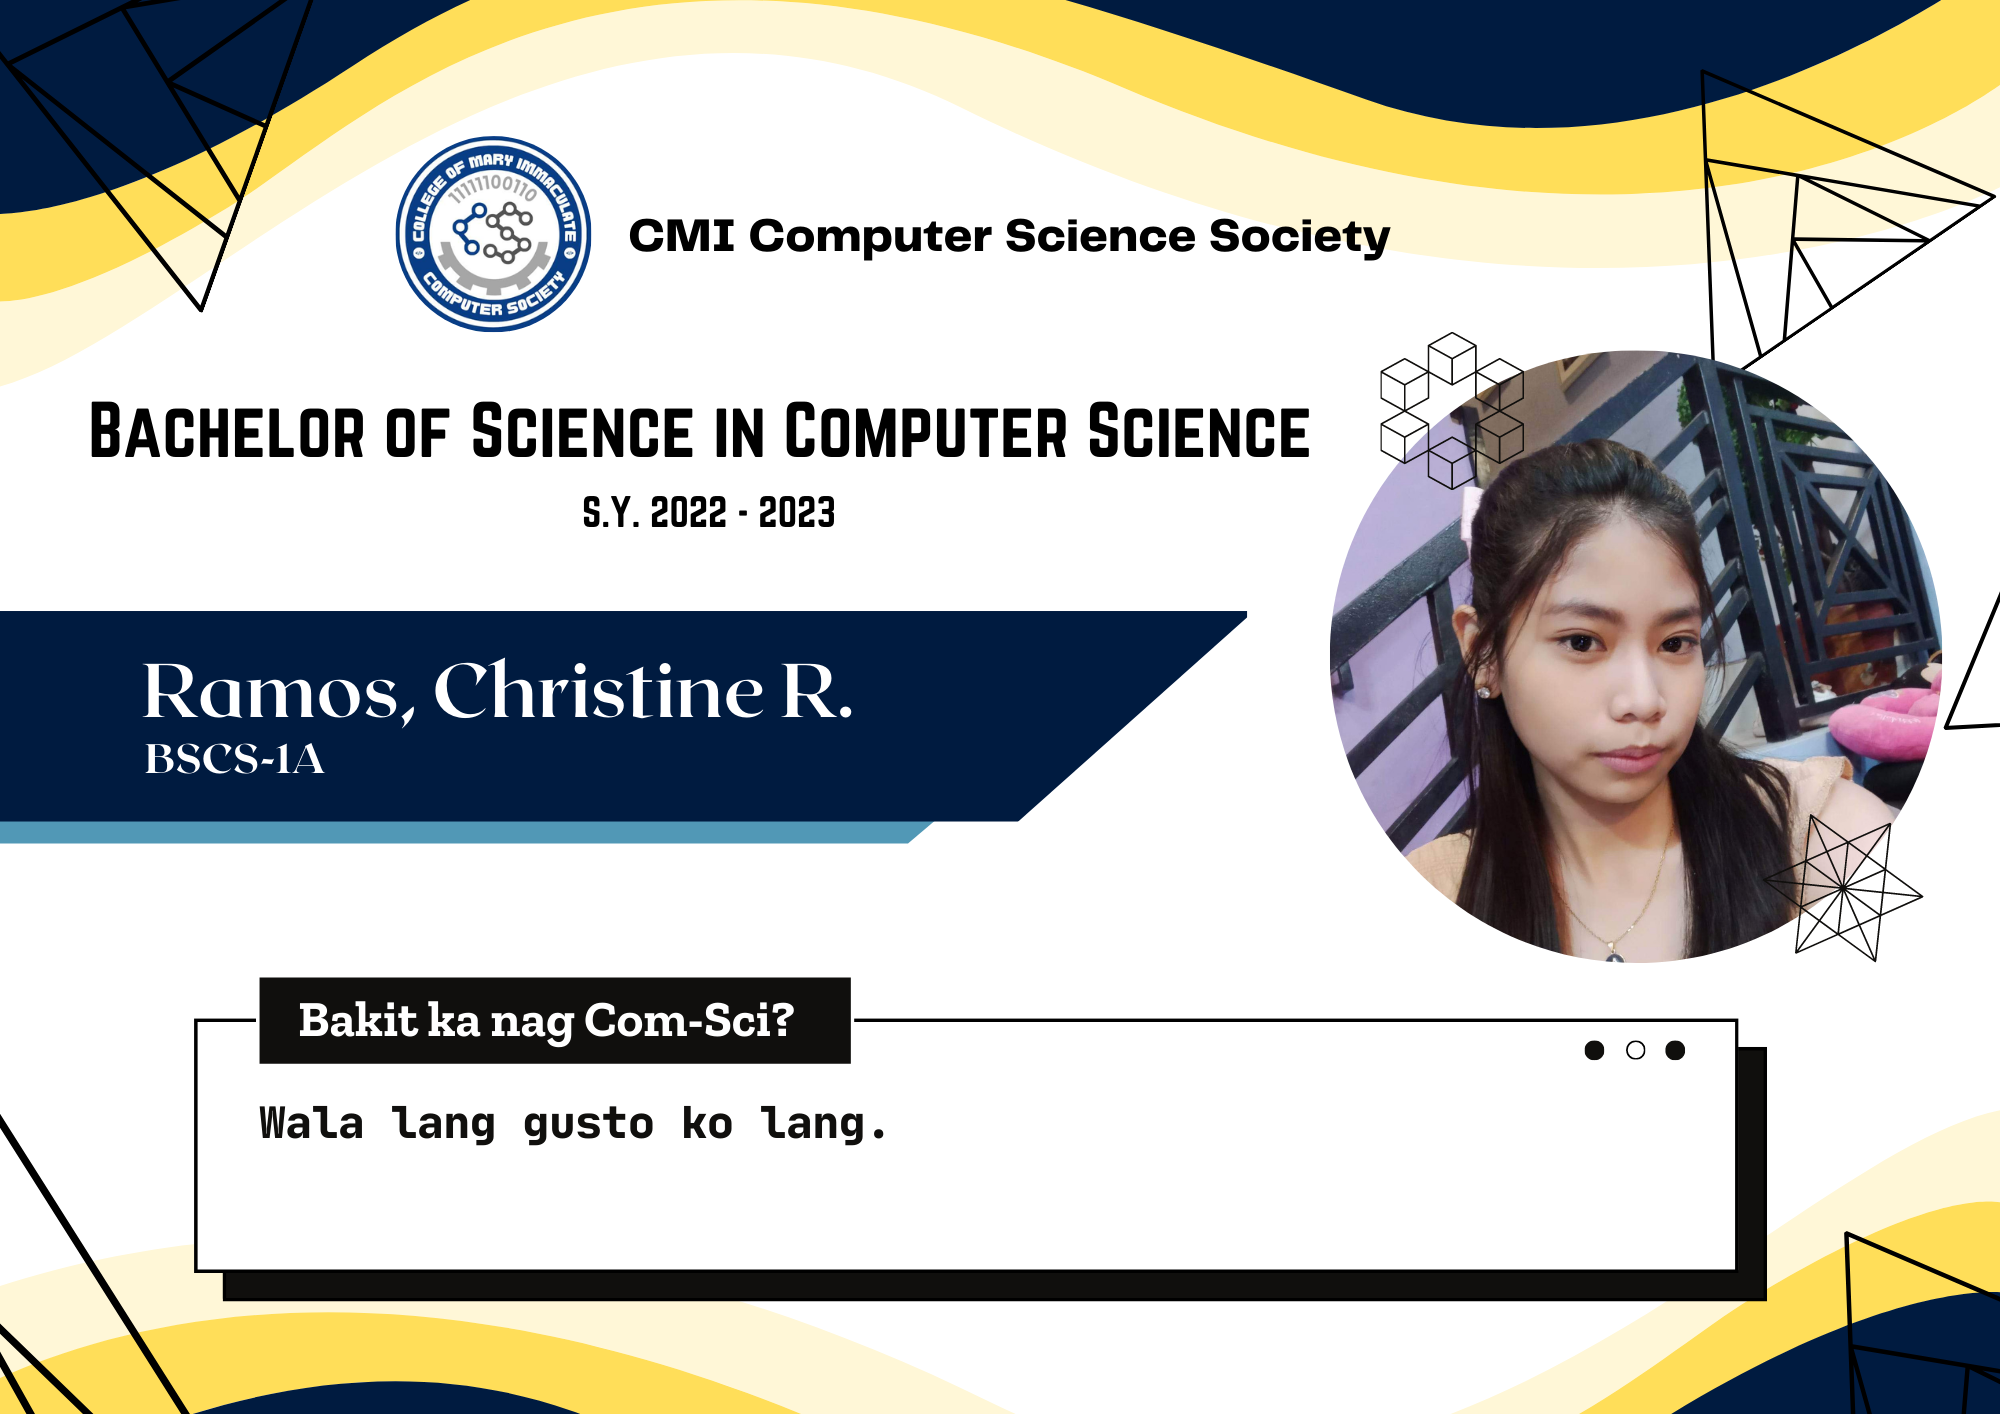 COLLEGE OF MARY IMMACULATE
11111100110
CS
COMPUTER SOCIETY
CMI Computer Science Society
Bachelor of Science in Computer Science
S.Y. 2022 - 2023
Ramos, Christine R.
BSCS-1A
Bakit ka nag Com-Sci?
Wala lang gusto ko lang.